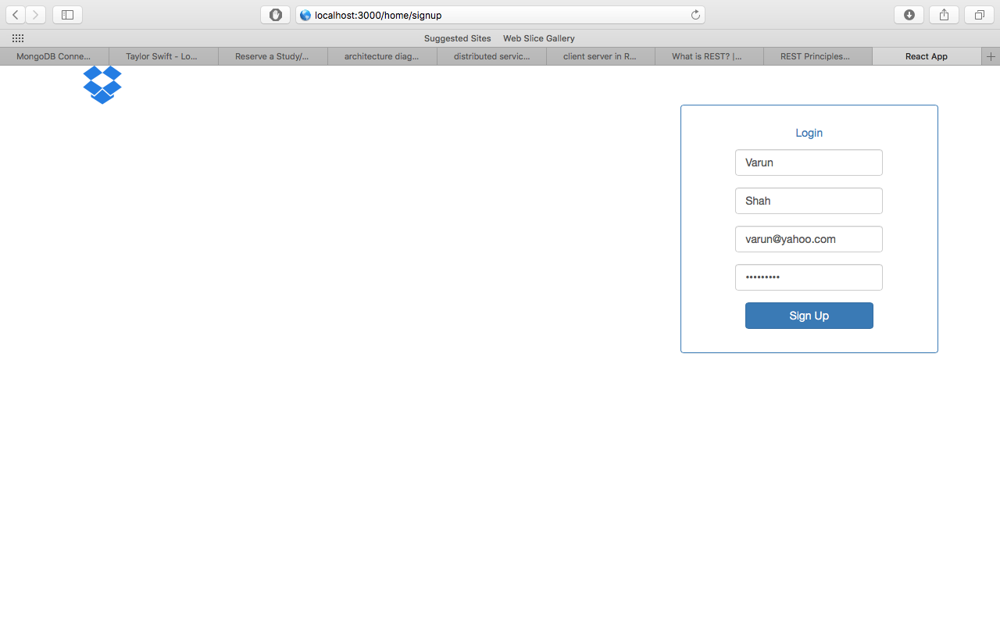 localhost:3000/home/signup
Suggested Sites Web Slice Gallery
MongoDB Conne... Taylor Swift - Lo... Reserve a Study/... architecture diag... distributed servic... client server in R... What is REST? |... REST Principles... React App
Login
Varun
Shah
varun@yahoo.com
•••••••••
Sign Up